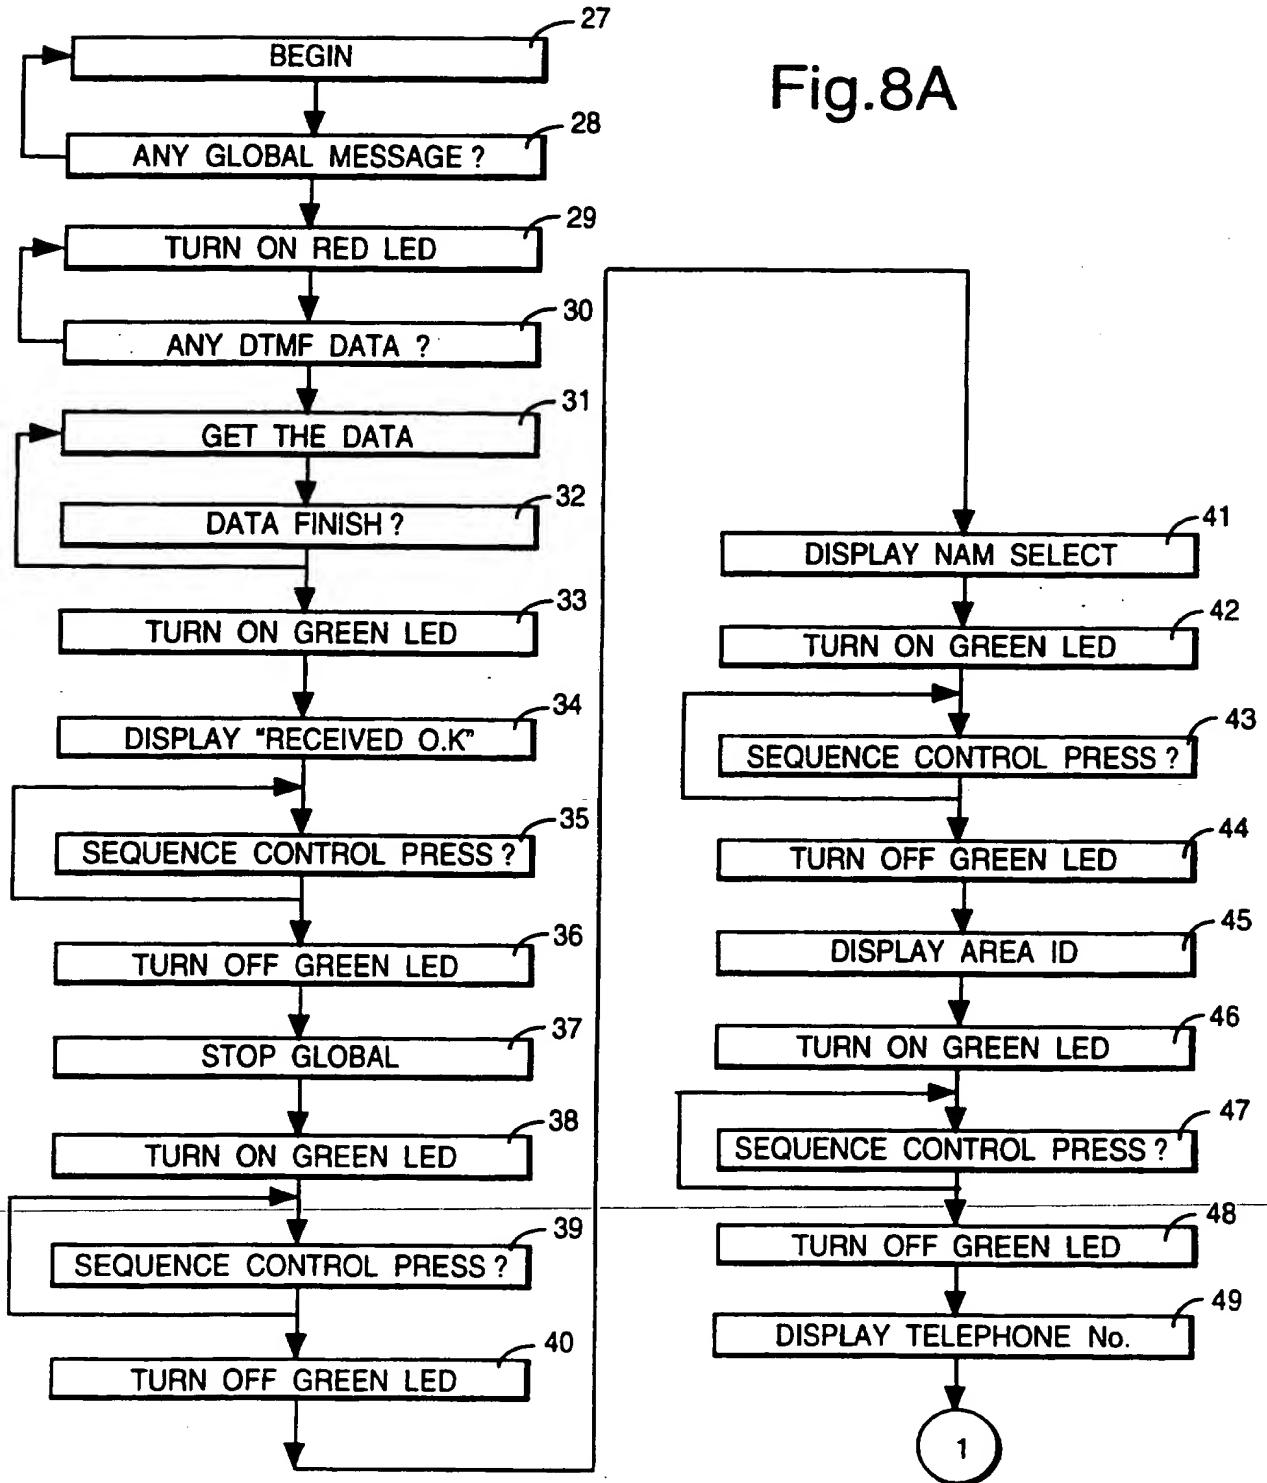 Fig.8A
27
BEGIN
28
ANY GLOBAL MESSAGE ?
29
TURN ON RED LED
30
ANY DTMF DATA ?
31
GET THE DATA
32
DATA FINISH ?
33
TURN ON GREEN LED
34
DISPLAY "RECEIVED O.K"
35
SEQUENCE CONTROL PRESS ?
36
TURN OFF GREEN LED
37
STOP GLOBAL
38
TURN ON GREEN LED
39
SEQUENCE CONTROL PRESS ?
40
TURN OFF GREEN LED
41
DISPLAY NAM SELECT
42
TURN ON GREEN LED
43
SEQUENCE CONTROL PRESS ?
44
TURN OFF GREEN LED
45
DISPLAY AREA ID
46
TURN ON GREEN LED
47
SEQUENCE CONTROL PRESS ?
48
TURN OFF GREEN LED
49
DISPLAY TELEPHONE No.
1